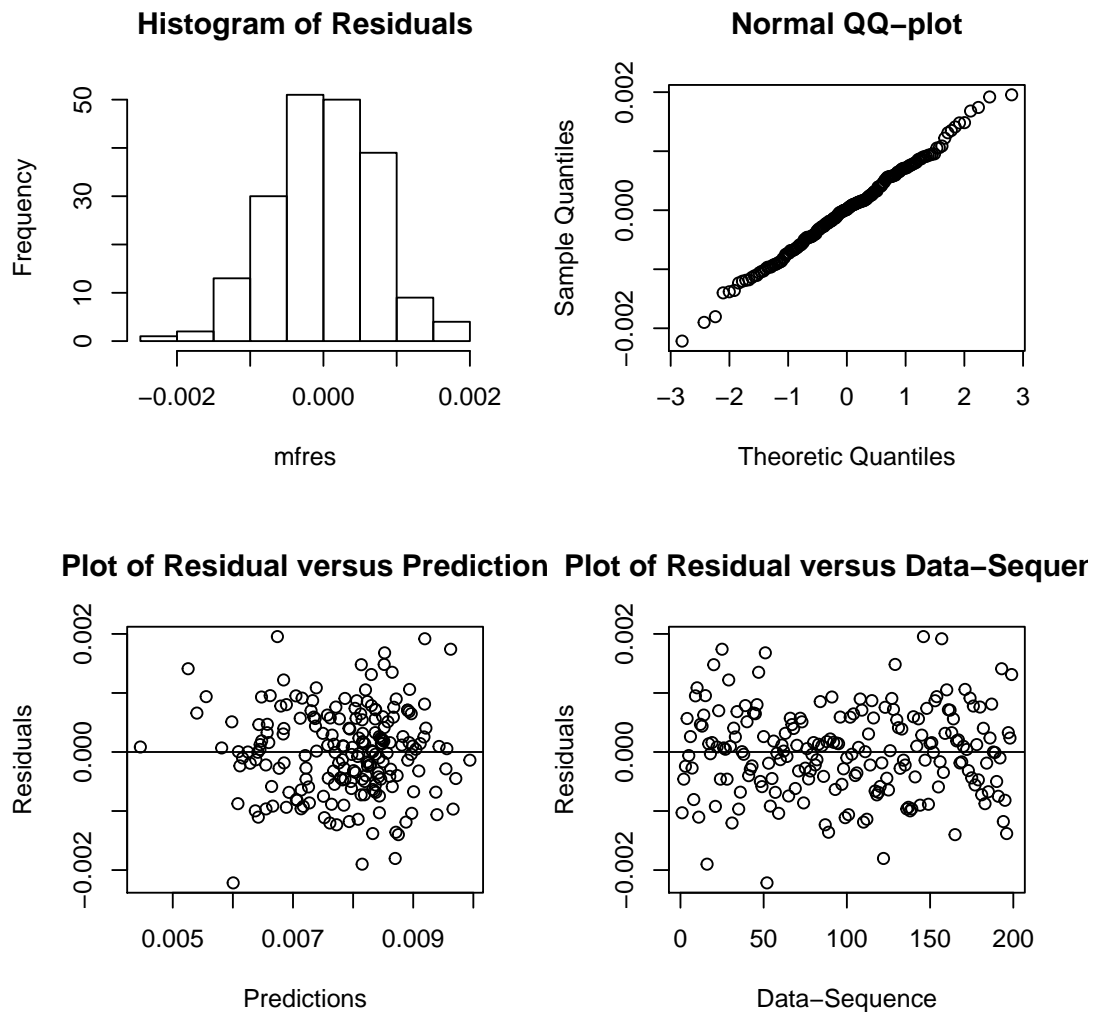 Histogram of Residuals
Frequency
50
30
10
0
−0.002
0.000
0.002
mfres
Normal QQ−plot
Sample Quantiles
0.002
0.000
−0.002
−3
−2
−1
0
1
2
3
Theoretic Quantiles
Plot of Residual versus Prediction
Residuals
0.002
0.000
−0.002
0.005
0.007
0.009
Predictions
Plot of Residual versus Data−Sequer
Residuals
0.002
0.000
−0.002
0
50
100
150
200
Data−Sequence